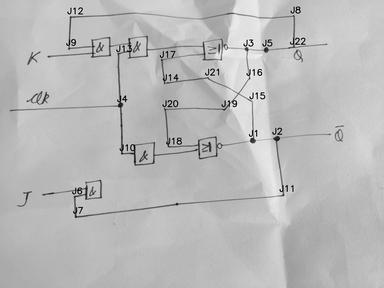 J12 J8
J9 & J13 & J17 ≥1 J3 J5 J22
K Q
J14 J21 J16
J15
clk J4 J20 J19
J10 & J18 ≥1 J1 J2 Q̅
J J6 & J11
J7